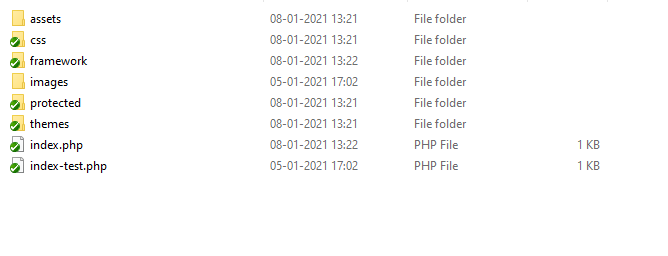 assets 08-01-2021 13:21 File folder
css 08-01-2021 13:21 File folder
framework 08-01-2021 13:22 File folder
images 05-01-2021 17:02 File folder
protected 08-01-2021 13:21 File folder
themes 08-01-2021 13:21 File folder
index.php 08-01-2021 13:22 PHP File 1 KB
index-test.php 05-01-2021 17:02 PHP File 1 KB